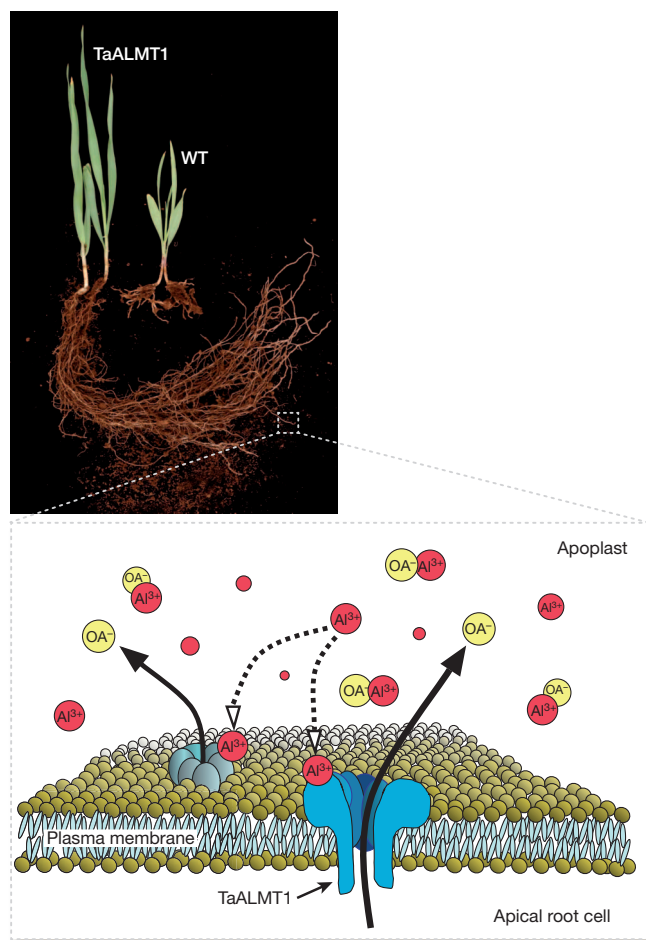 TaALMT1
WT
Apoplast
OA⁻ Al³⁺
OA⁻
Al³⁺
Al³⁺
Al³⁺
OA⁻
OA⁻
OA⁻ Al³⁺
OA⁻
Al³⁺
Al³⁺
Al³⁺
Al³⁺
Plasma membrane
TaALMT1
Apical root cell